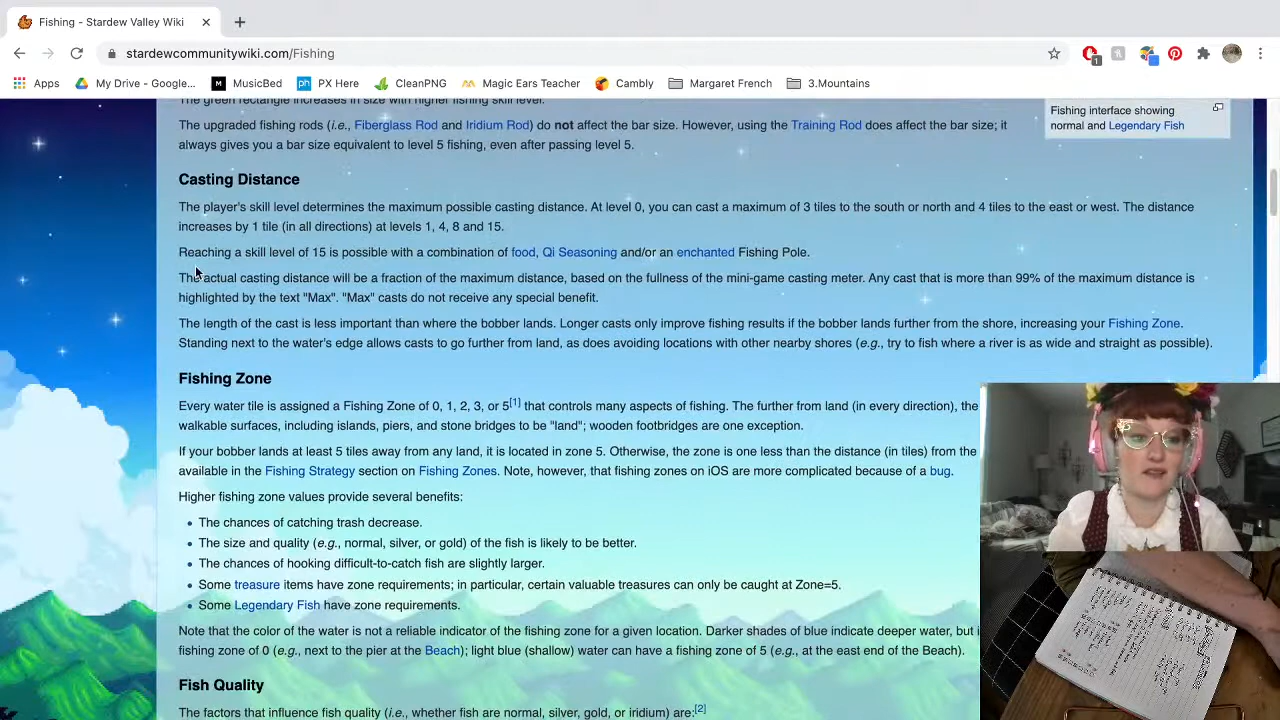 Fishing - Stardew Valley Wiki
stardewcommunitywiki.com/Fishing
1
Apps
My Drive - Google...
M MusicBed
ph PX Here
CleanPNG
Magic Ears Teacher
Cambly
Margaret French
3.Mountains
The green rectangle increases in size with higher fishing skill level.
The upgraded fishing rods (i.e., Fiberglass Rod and Iridium Rod) do not affect the bar size. However, using the Training Rod does affect the bar size; it
always gives you a bar size equivalent to level 5 fishing, even after passing level 5.
Fishing interface showing
normal and Legendary Fish
Casting Distance
The player's skill level determines the maximum possible casting distance. At level 0, you can cast a maximum of 3 tiles to the south or north and 4 tiles to the east or west. The distance
increases by 1 tile (in all directions) at levels 1, 4, 8 and 15.
Reaching a skill level of 15 is possible with a combination of food, Qi Seasoning and/or an enchanted Fishing Pole.
The actual casting distance will be a fraction of the maximum distance, based on the fullness of the mini-game casting meter. Any cast that is more than 99% of the maximum distance is
highlighted by the text "Max". "Max" casts do not receive any special benefit.
The length of the cast is less important than where the bobber lands. Longer casts only improve fishing results if the bobber lands further from the shore, increasing your Fishing Zone.
Standing next to the water's edge allows casts to go further from land, as does avoiding locations with other nearby shores (e.g., try to fish where a river is as wide and straight as possible).
Fishing Zone
Every water tile is assigned a Fishing Zone of 0, 1, 2, 3, or 5[1] that controls many aspects of fishing. The further from land (in every direction), the
walkable surfaces, including islands, piers, and stone bridges to be "land"; wooden footbridges are one exception.
If your bobber lands at least 5 tiles away from any land, it is located in zone 5. Otherwise, the zone is one less than the distance (in tiles) from the
available in the Fishing Strategy section on Fishing Zones. Note, however, that fishing zones on iOS are more complicated because of a bug.
Higher fishing zone values provide several benefits:
• The chances of catching trash decrease.
• The size and quality (e.g., normal, silver, or gold) of the fish is likely to be better.
• The chances of hooking difficult-to-catch fish are slightly larger.
• Some treasure items have zone requirements; in particular, certain valuable treasures can only be caught at Zone=5.
• Some Legendary Fish have zone requirements.
Note that the color of the water is not a reliable indicator of the fishing zone for a given location. Darker shades of blue indicate deeper water, but i
fishing zone of 0 (e.g., next to the pier at the Beach); light blue (shallow) water can have a fishing zone of 5 (e.g., at the east end of the Beach).
Fish Quality
The factors that influence fish quality (i.e., whether fish are normal, silver, gold, or iridium) are:[2]